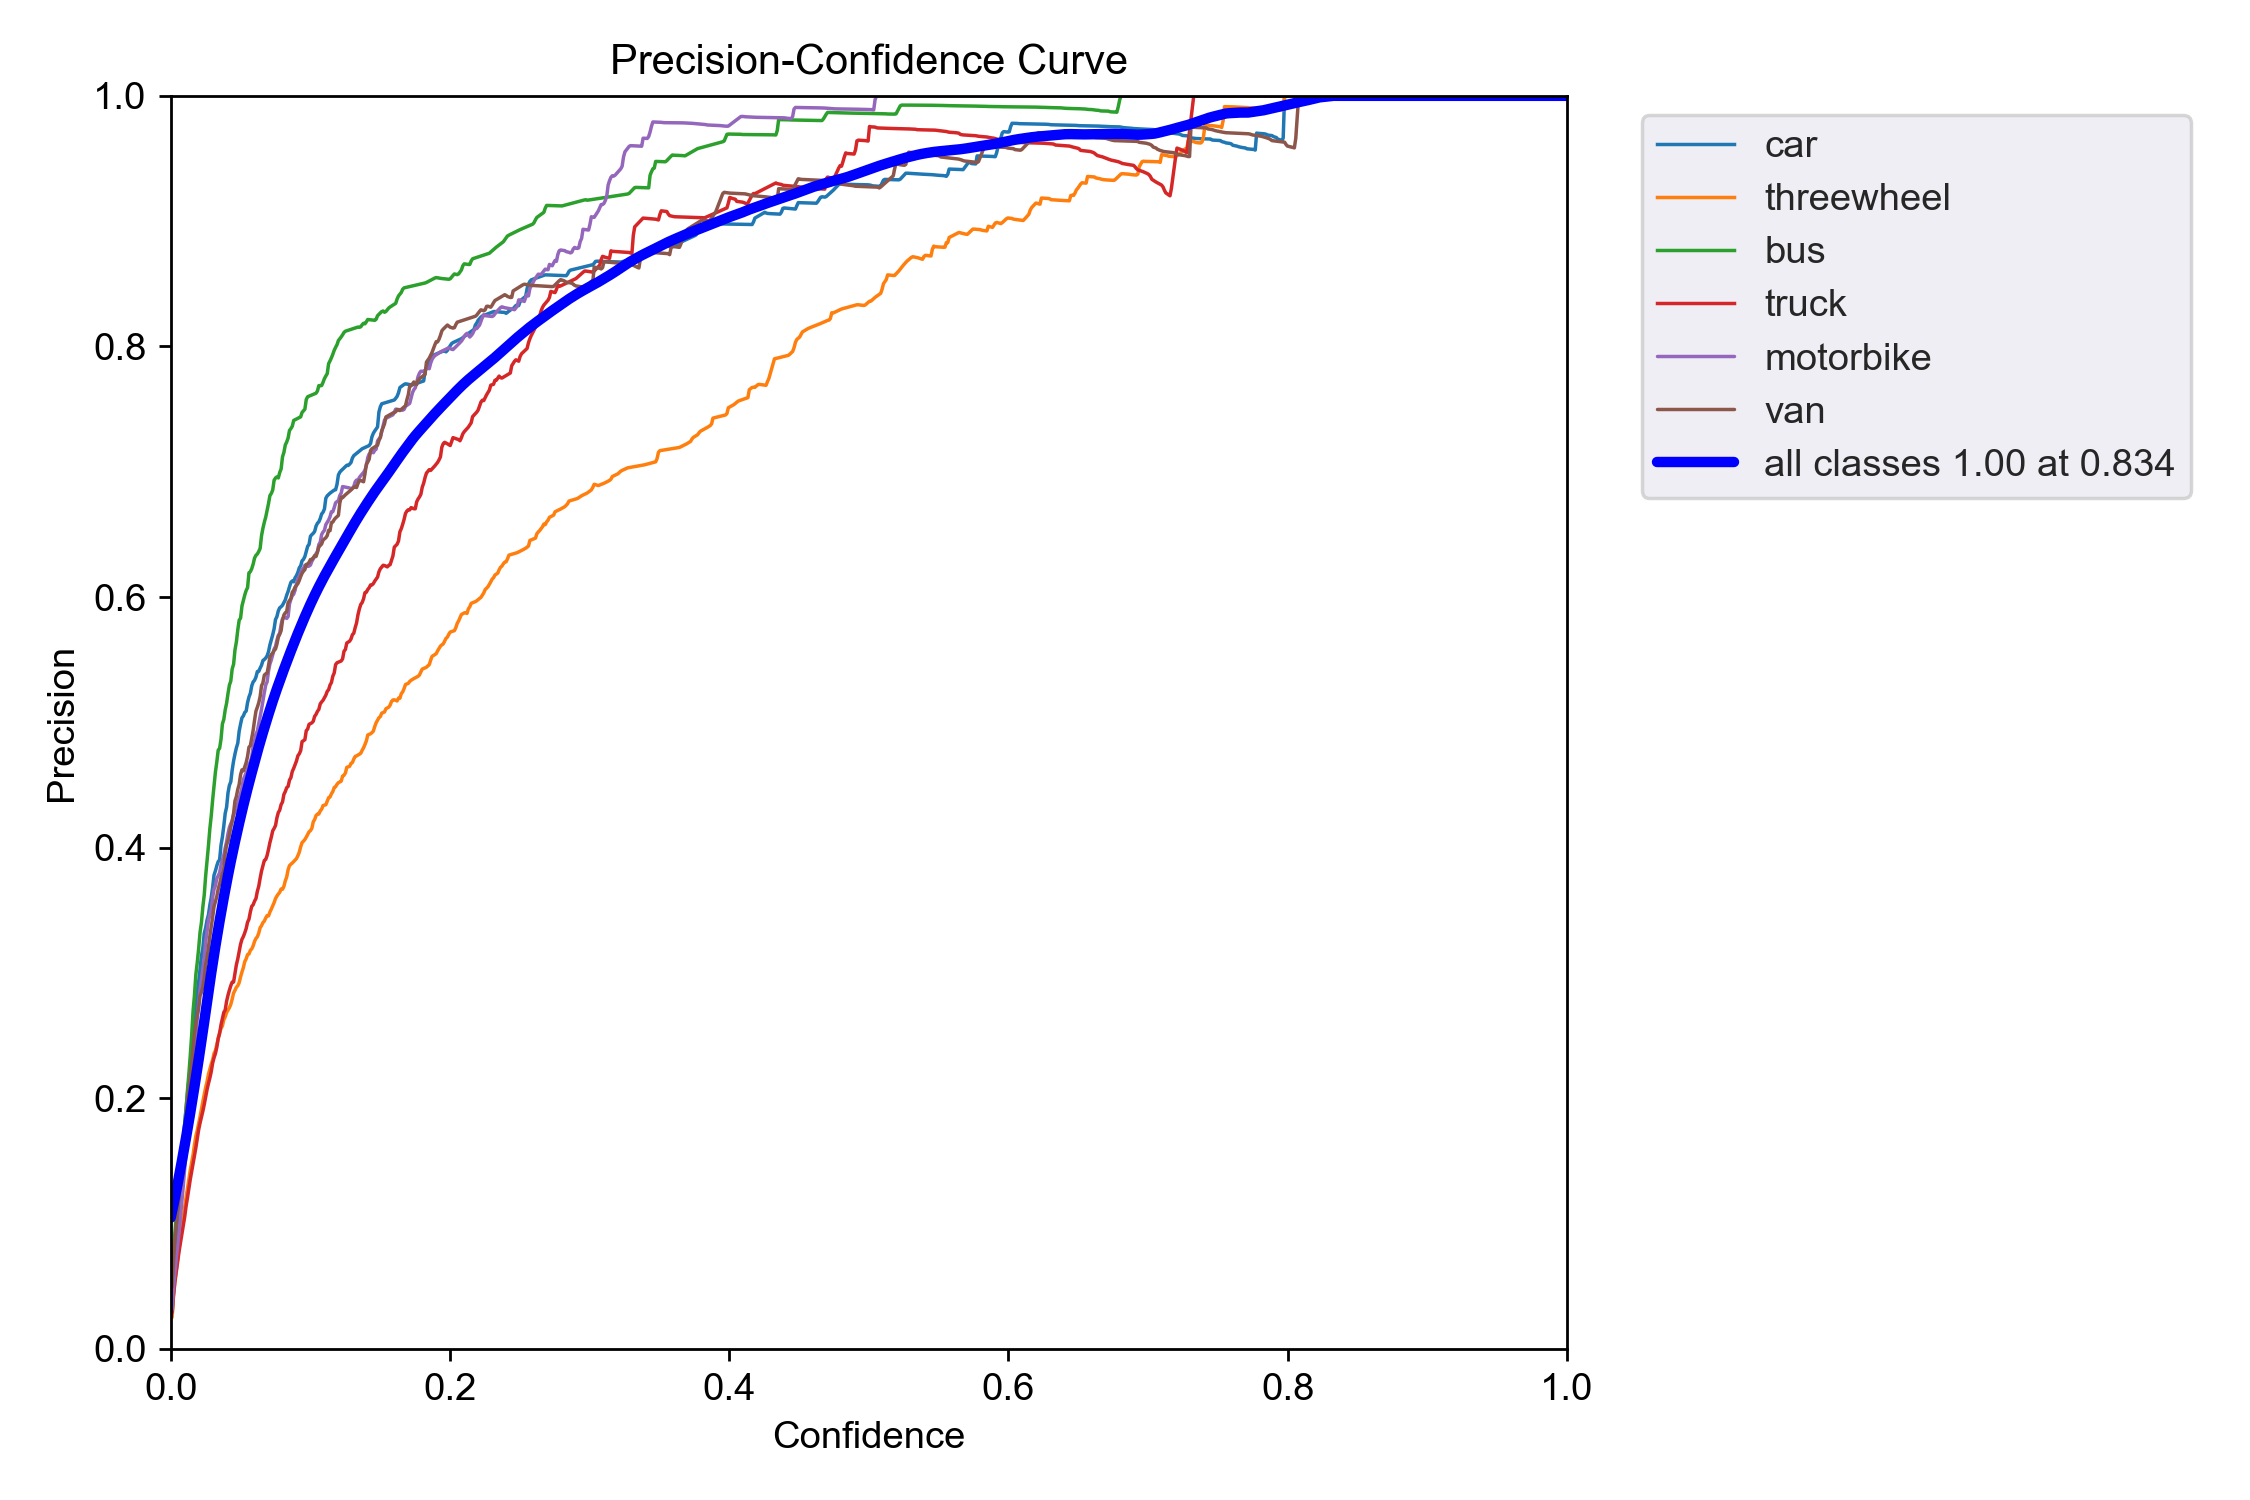 Precision-Confidence Curve
1.0
0.8
0.6
0.4
0.2
0.0
Precision
0.0 0.2 0.4 0.6 0.8 1.0
Confidence
car
threewheel
bus
truck
motorbike
van
all classes 1.00 at 0.834